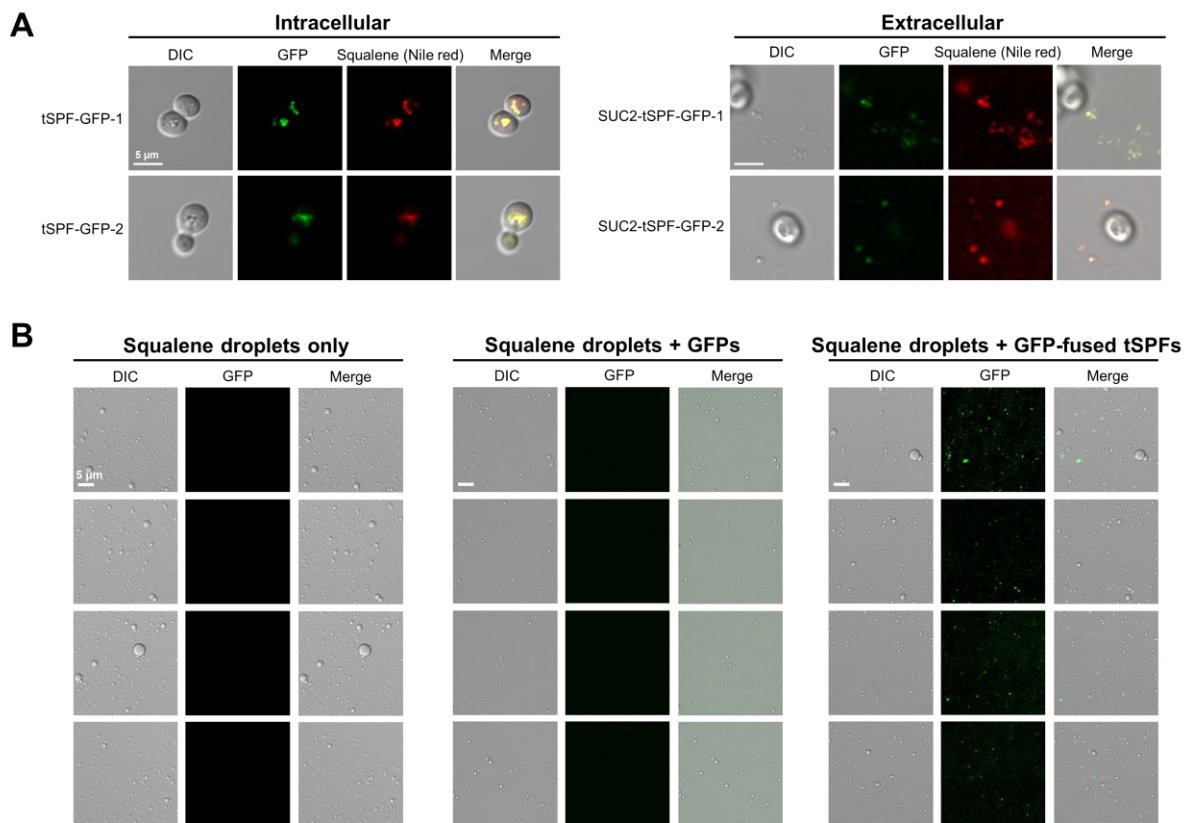 A
Intracellular
DIC GFP Squalene (Nile red) Merge
tSPF-GFP-1
5 µm
tSPF-GFP-2
Extracellular
DIC GFP Squalene (Nile red) Merge
SUC2-tSPF-GFP-1
SUC2-tSPF-GFP-2
B
Squalene droplets only
DIC GFP Merge
5 µm
Squalene droplets + GFPs
DIC GFP Merge
Squalene droplets + GFP-fused tSPFs
DIC GFP Merge